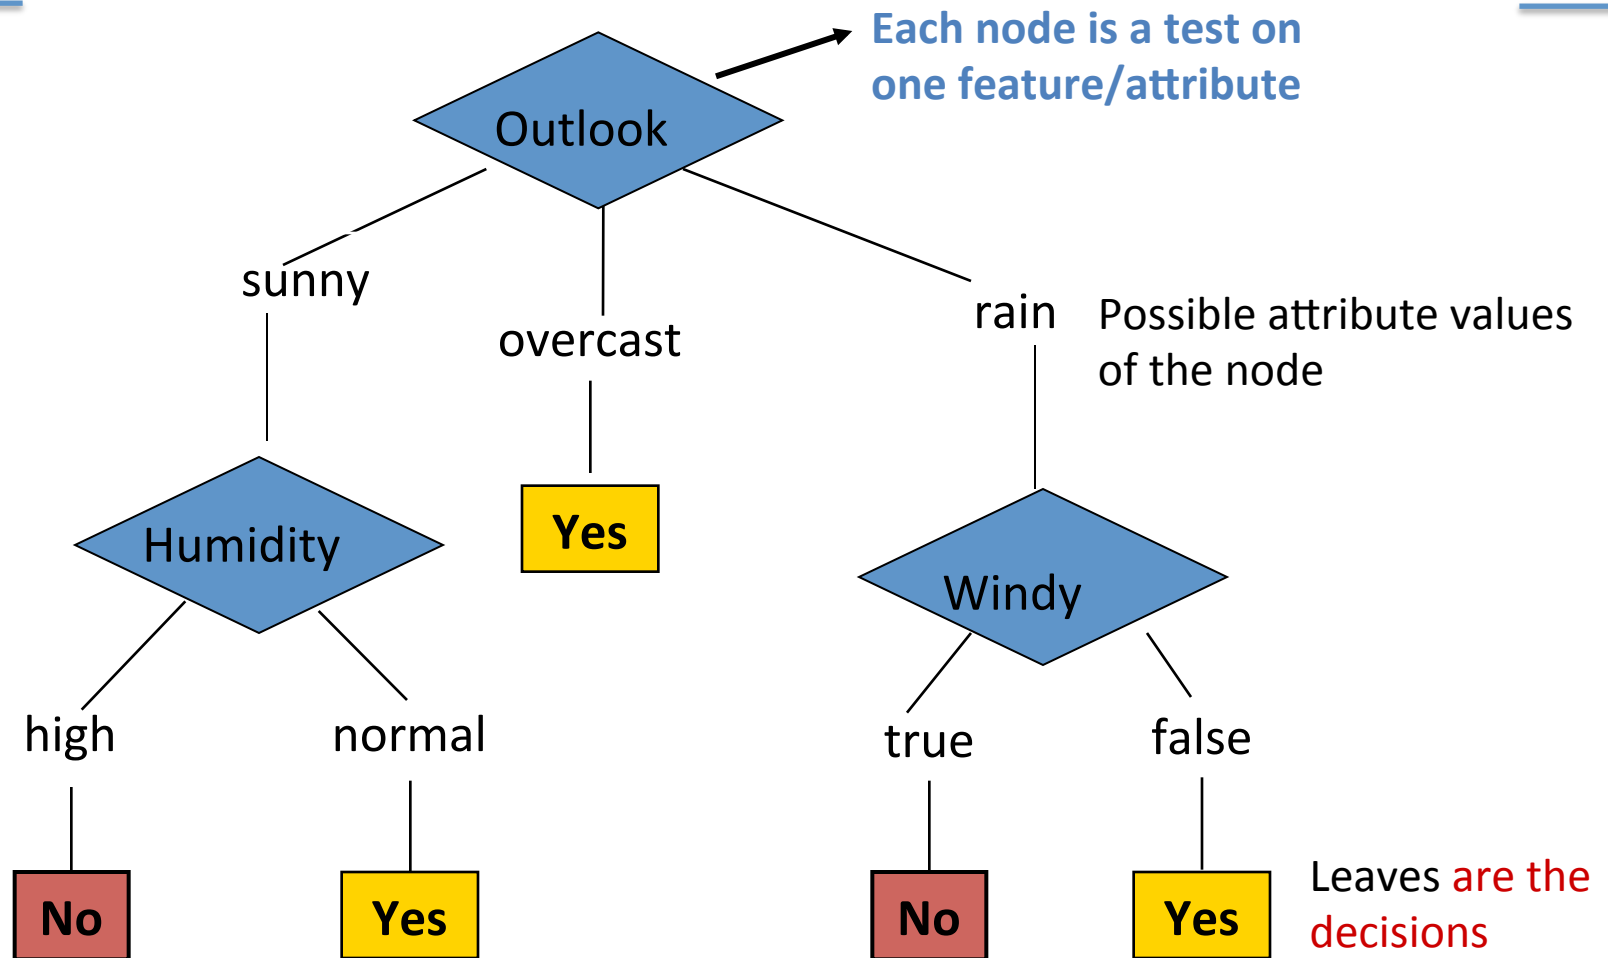 Each node is a test on
one feature/attribute
Outlook
sunny
overcast
rain
Possible attribute values
of the node
Humidity
Yes
Windy
high
normal
true
false
No
Yes
No
Yes
Leaves are the
decisions